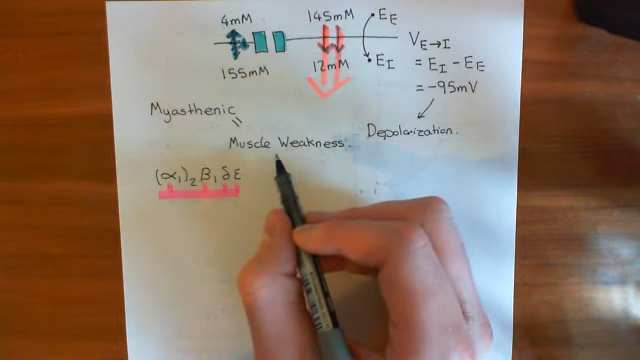 4mM 145mM E_E
155mM 12mM E_I
V_E→I
= E_I - E_E
= -95mV
Depolarization.
Myasthenic
Muscle Weakness.
(α₁)₂ β₁ δ ε